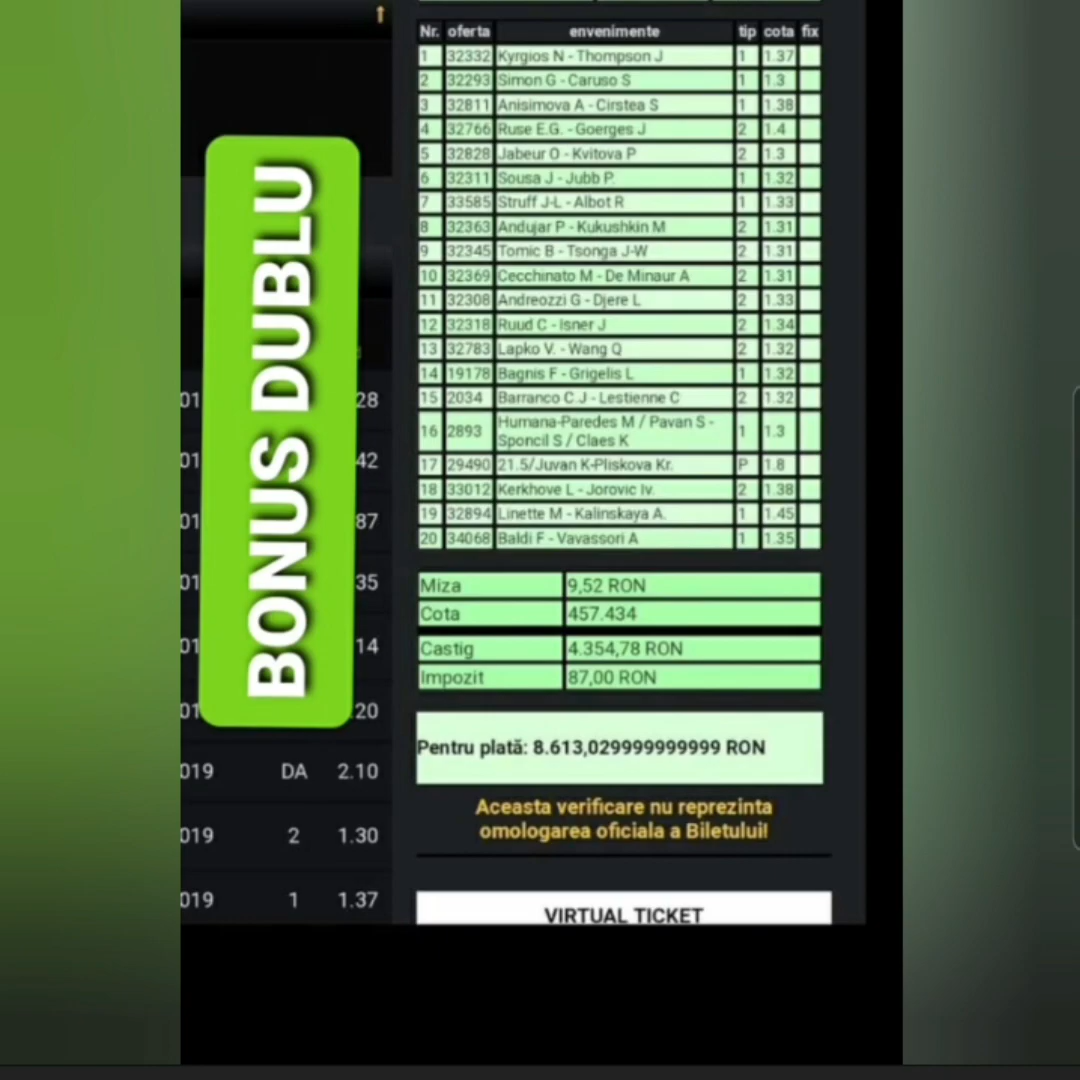 BONUS DUBLU
01 28
01 42
01 87
01 35
01 14
01 20
019 DA 2.10
019 2 1.30
019 1 1.37
Nr. oferta envenimente tip cota fix
1 32332 Kyrgios N - Thompson J 1 1.37
2 32293 Simon G - Caruso S 1 1.3
3 32811 Anisimova A - Cirstea S 1 1.38
4 32766 Ruse E.G. - Goerges J 2 1.4
5 32828 Jabeur O - Kvitova P 2 1.3
6 32311 Sousa J - Jubb P. 1 1.32
7 33585 Struff J-L - Albot R 1 1.33
8 32363 Andujar P - Kukushkin M 2 1.31
9 32345 Tomic B - Tsonga J-W 2 1.31
10 32369 Cecchinato M - De Minaur A 2 1.31
11 32308 Andreozzi G - Djere L 2 1.33
12 32318 Ruud C - Isner J 2 1.34
13 32783 Lapko V. - Wang Q 2 1.32
14 19178 Bagnis F - Grigelis L 1 1.32
15 2034 Barranco C.J - Lestienne C 2 1.32
16 2893 Humana-Paredes M / Pavan S - 1 1.3
Sponcil S / Claes K
17 29490 21.5/Juvan K-Pliskova Kr. P 1.8
18 33012 Kerkhove L - Jorovic Iv. 2 1.38
19 32894 Linette M - Kalinskaya A. 1 1.45
20 34068 Baldi F - Vavassori A 1 1.35
Miza 9,52 RON
Cota 457.434
Castig 4.354,78 RON
Impozit 87,00 RON
Pentru plată: 8.613,029999999999 RON
Aceasta verificare nu reprezinta
omologarea oficiala a Biletului!
VIRTUAL TICKET